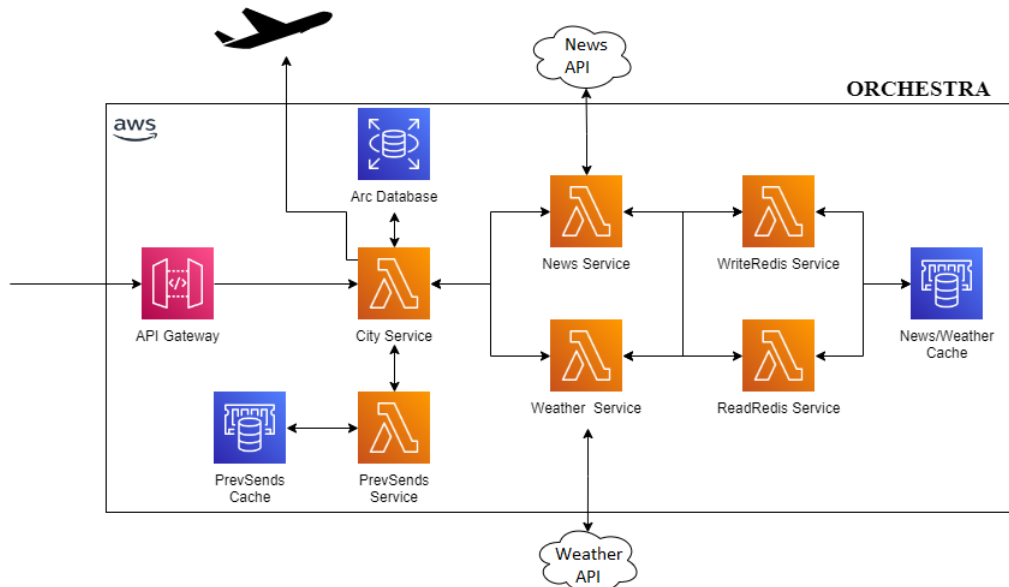 News
API
ORCHESTRA
aws
Arc Database
News Service
WriteRedis Service
API Gateway
City Service
News/Weather
Cache
Weather  Service
ReadRedis Service
PrevSends
Cache
PrevSends
Service
Weather
API